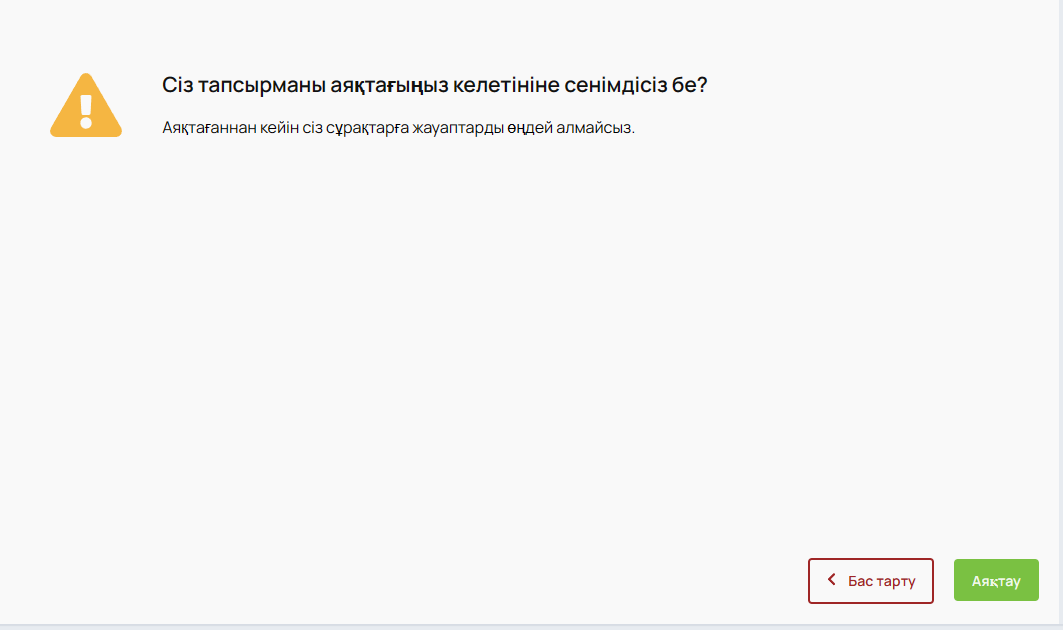 Сіз тапсырманы аяқтағыңыз келетініне сенімдісіз бе?
Аяқтағаннан кейін сіз сұрақтарға жауаптарды өңдей алмайсыз.
Бас тарту
Аяқтау